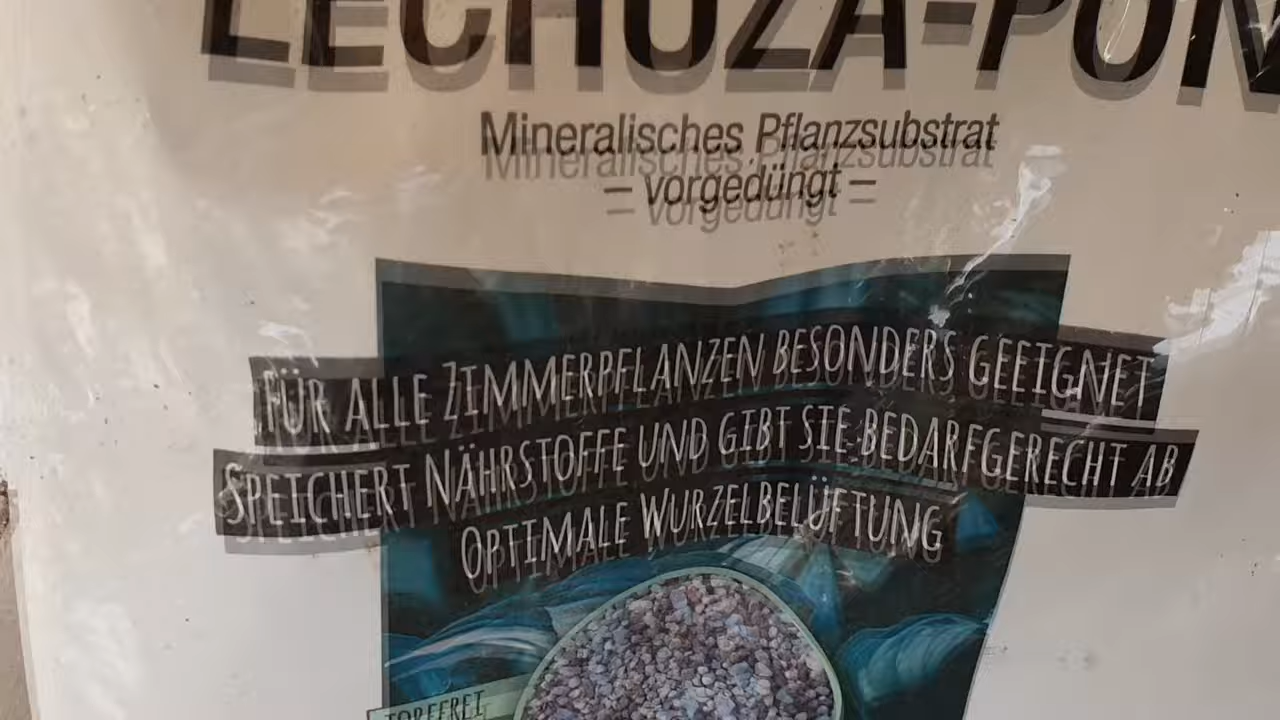 LECHUZA-PON
Mineralisches Pflanzsubstrat
– vorgedüngt –
FÜR ALLE ZIMMERPFLANZEN BESONDERS GEEIGNET
SPEICHERT NÄHRSTOFFE UND GIBT SIE BEDARFGERECHT AB
OPTIMALE WURZELBELÜFTUNG
TORFFREI